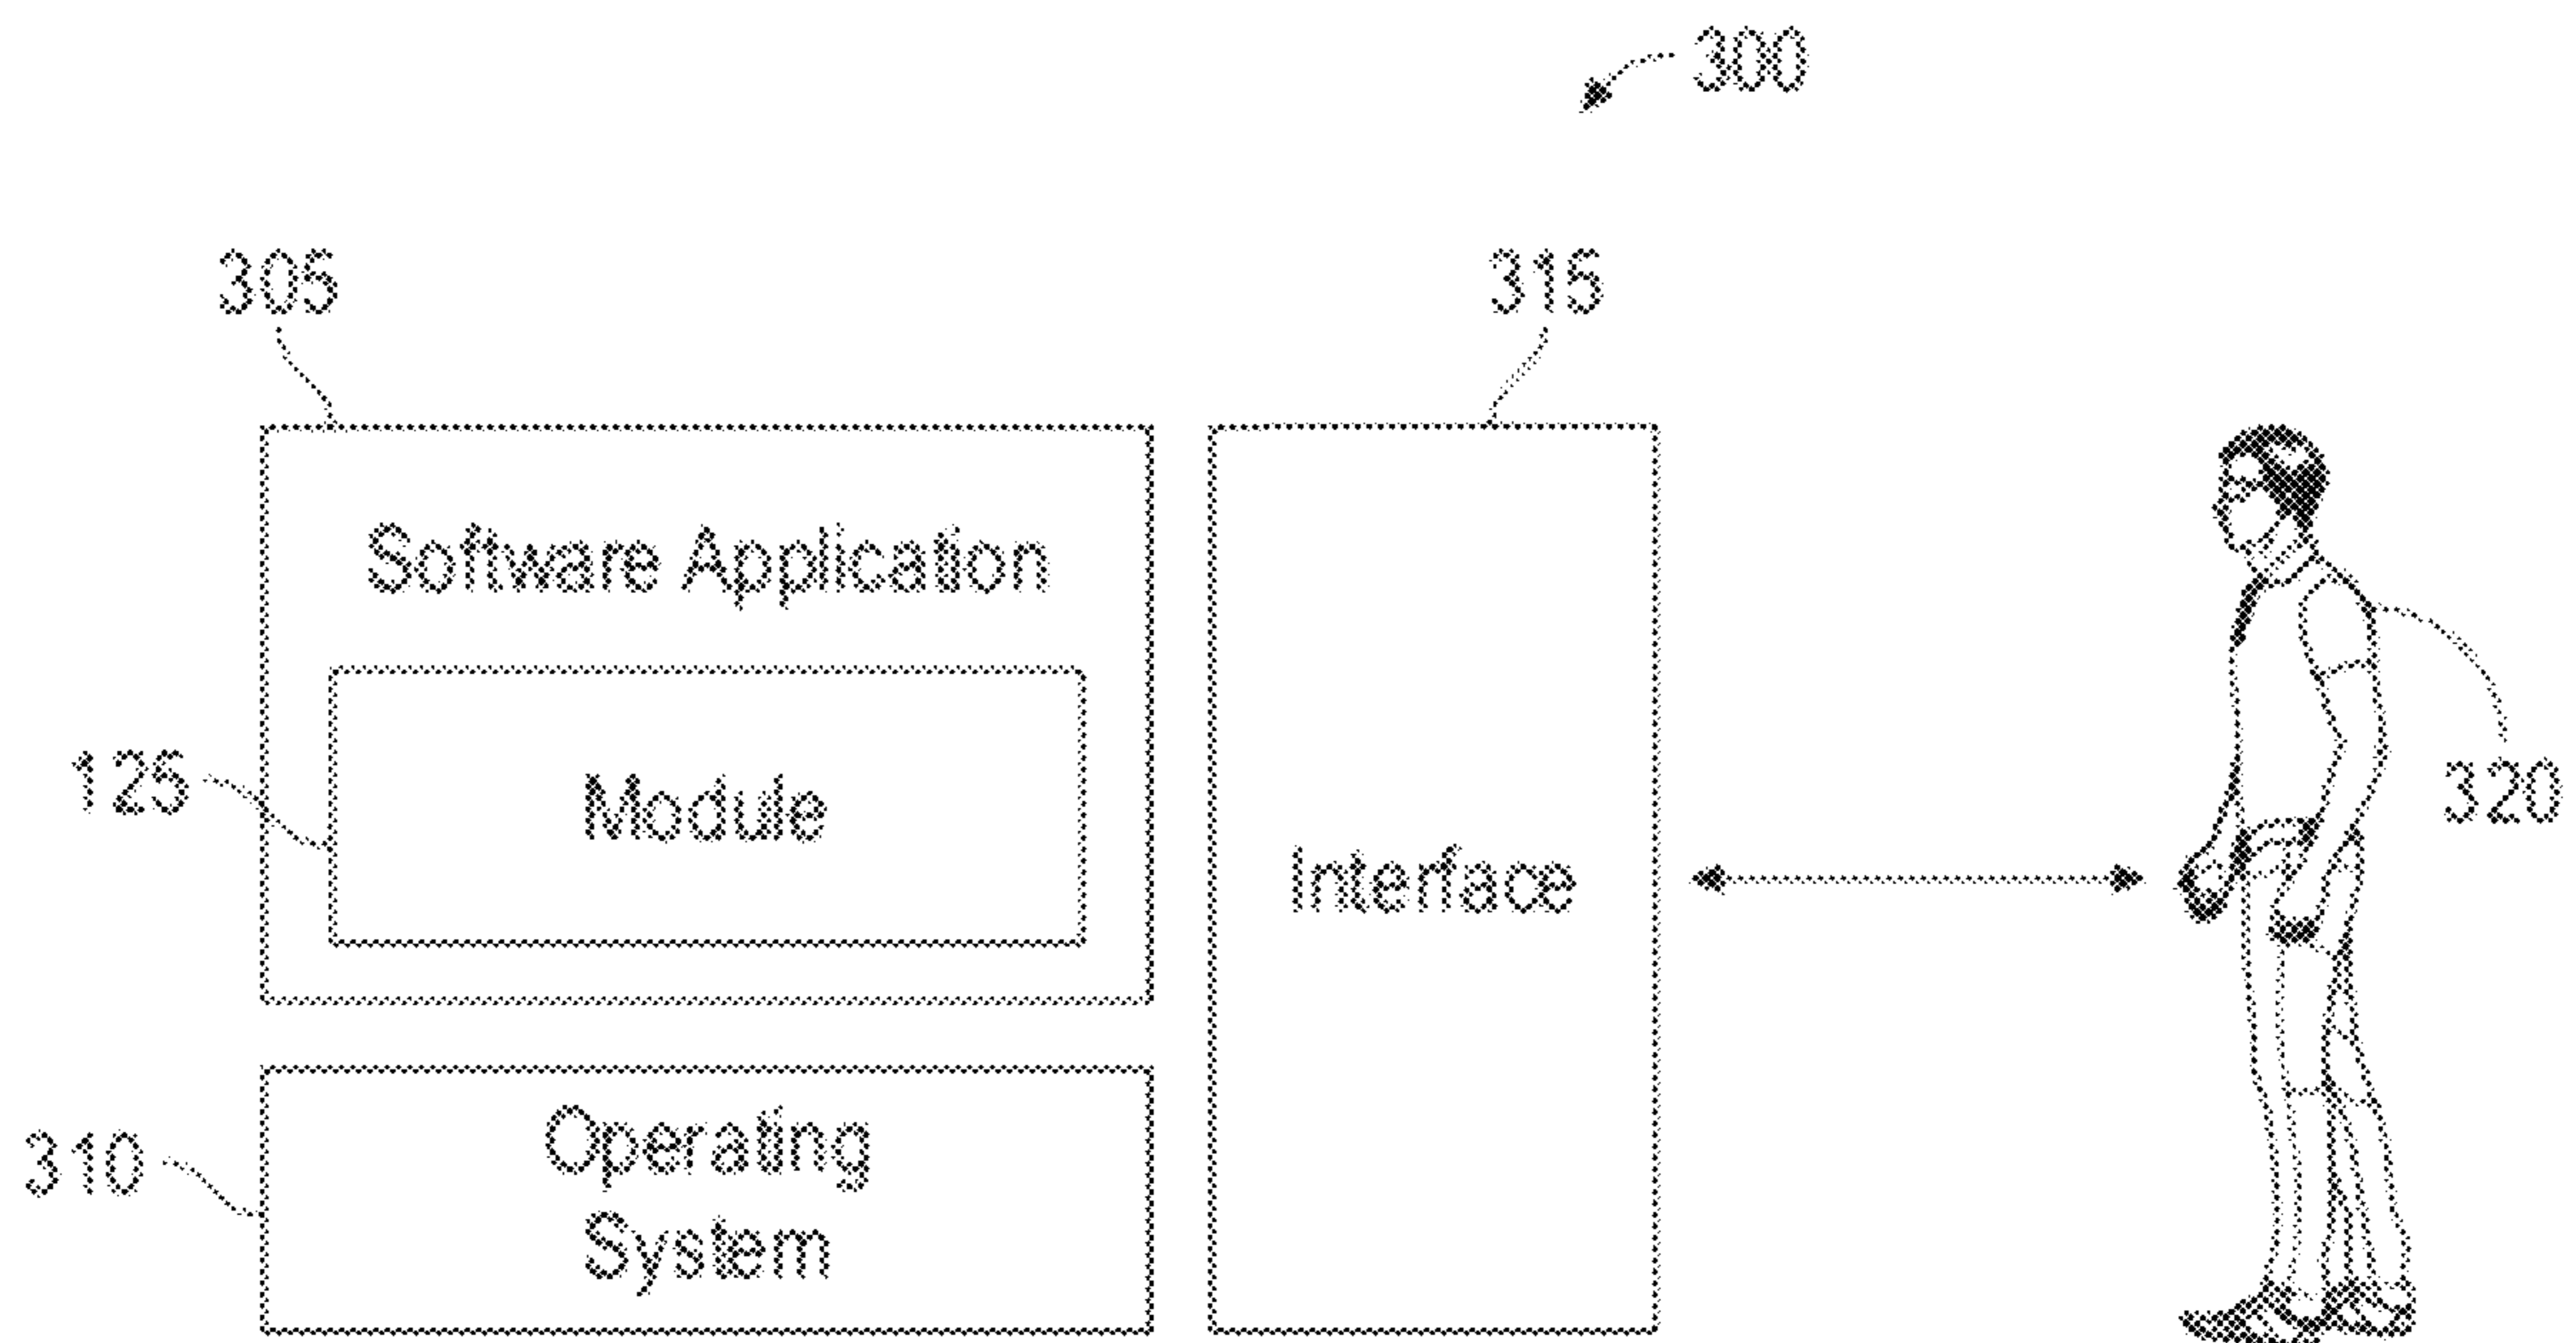 300
305
315
Software Application
125
Module
320
Interface
310
Operating
System